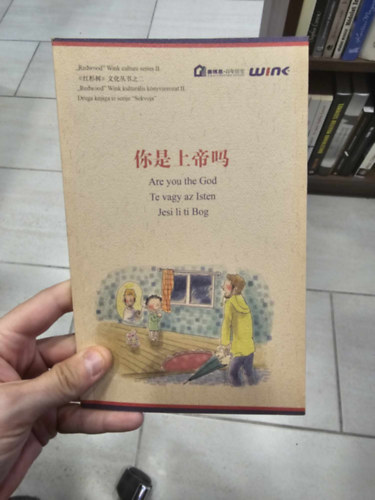 „Redwood" Wink culture series II.
《红杉树》文化丛书之二
„Redwood" Wink kulturális könyvsorozat II.
Druga knjiga iz serije "Sekvoja"
WINK
你是上帝吗
Are you the God
Te vagy az Isten
Jesi li ti Bog